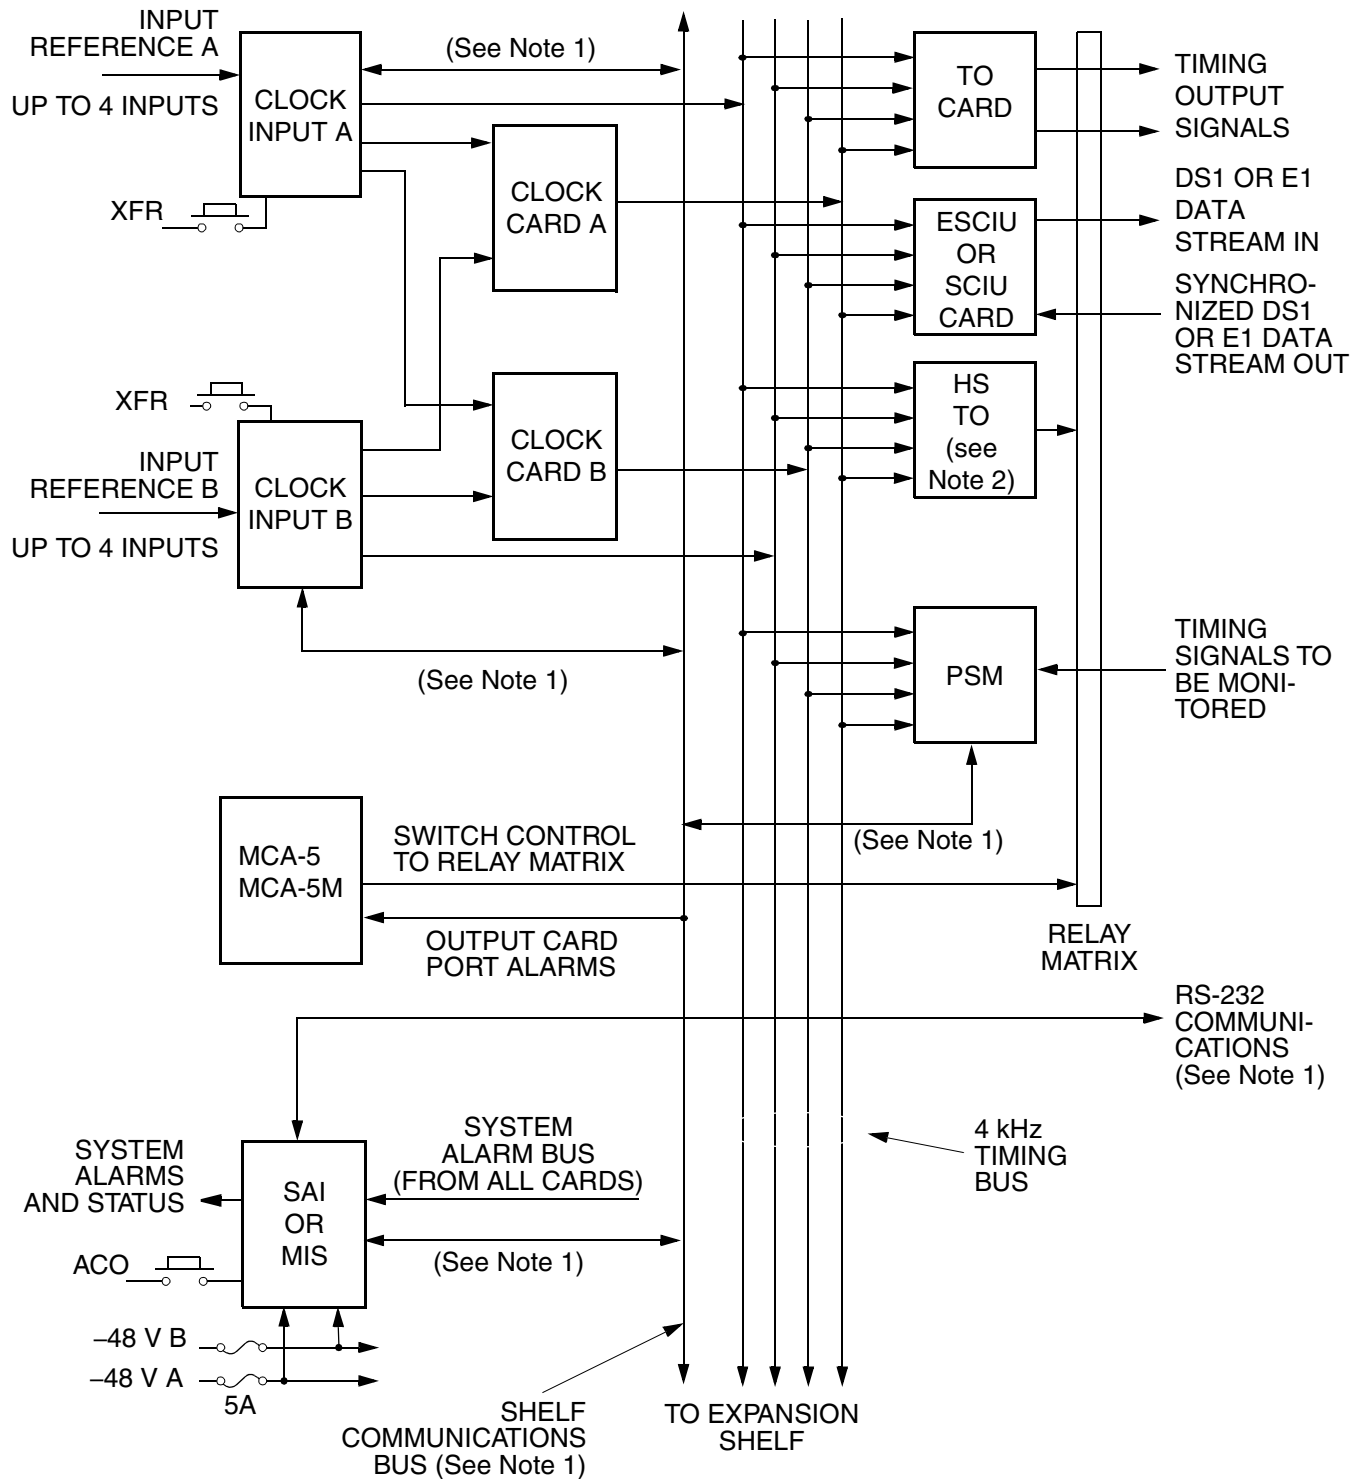 INPUT
REFERENCE A
UP TO 4 INPUTS
CLOCK
INPUT A
XFR
(See Note 1)
CLOCK
CARD A
TO
CARD
TIMING
OUTPUT
SIGNALS
DS1 OR E1
DATA
STREAM IN
ESCIU
OR
SCIU
CARD
SYNCHRO-
NIZED DS1
OR E1 DATA
STREAM OUT
XFR
INPUT
REFERENCE B
UP TO 4 INPUTS
CLOCK
INPUT B
CLOCK
CARD B
HS
TO
(see
Note 2)
(See Note 1)
PSM
TIMING
SIGNALS TO
BE MONI-
TORED
(See Note 1)
MCA-5
MCA-5M
SWITCH CONTROL
TO RELAY MATRIX
OUTPUT CARD
PORT ALARMS
RELAY
MATRIX
RS-232
COMMUNI-
CATIONS
(See Note 1)
SYSTEM
ALARMS
AND STATUS
SAI
OR
MIS
SYSTEM
ALARM BUS
(FROM ALL CARDS)
(See Note 1)
4 kHz
TIMING
BUS
ACO
–48 V B
–48 V A
5A
SHELF
COMMUNICATIONS
BUS (See Note 1)
TO EXPANSION
SHELF